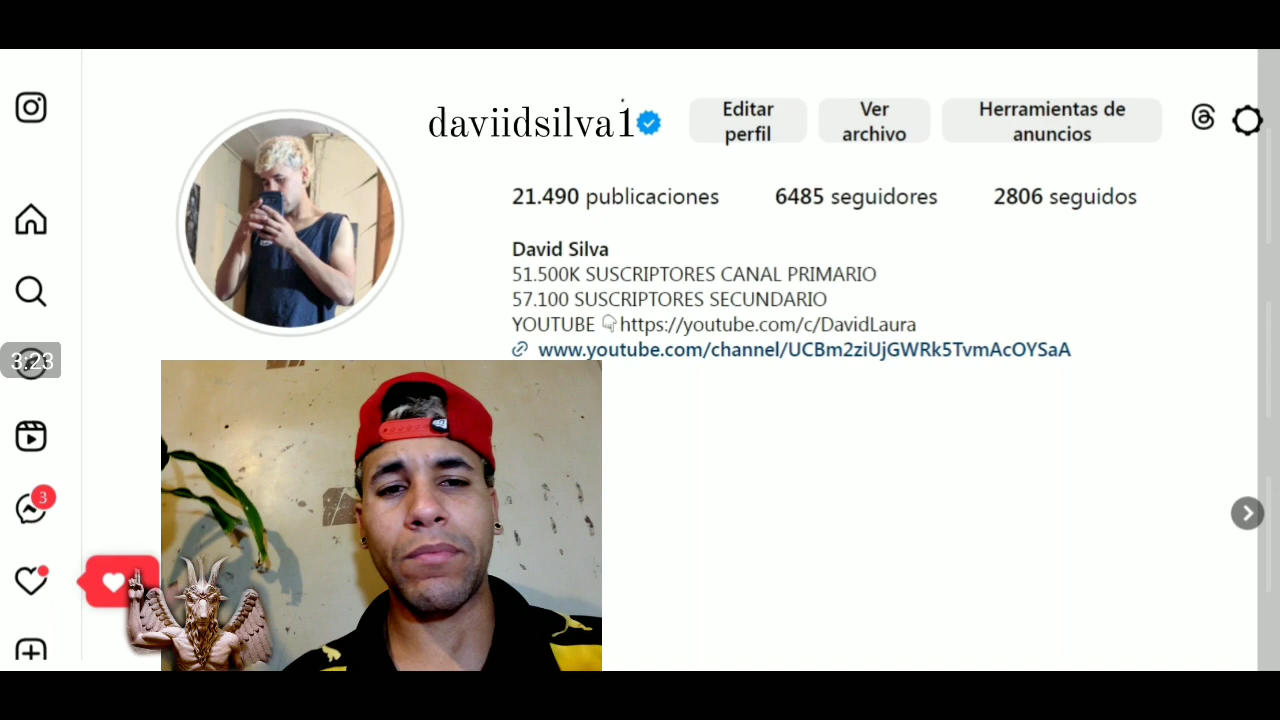 daviidsilva1
Editar
perfil
Ver
archivo
Herramientas de
anuncios
21.490 publicaciones
6485 seguidores
2806 seguidos
David Silva
51.500K SUSCRIPTORES CANAL PRIMARIO
57.100 SUSCRIPTORES SECUNDARIO
YOUTUBE 👇https://youtube.com/c/DavidLaura
www.youtube.com/channel/UCBm2ziUjGWRk5TvmAcOYSaA
3:23
3